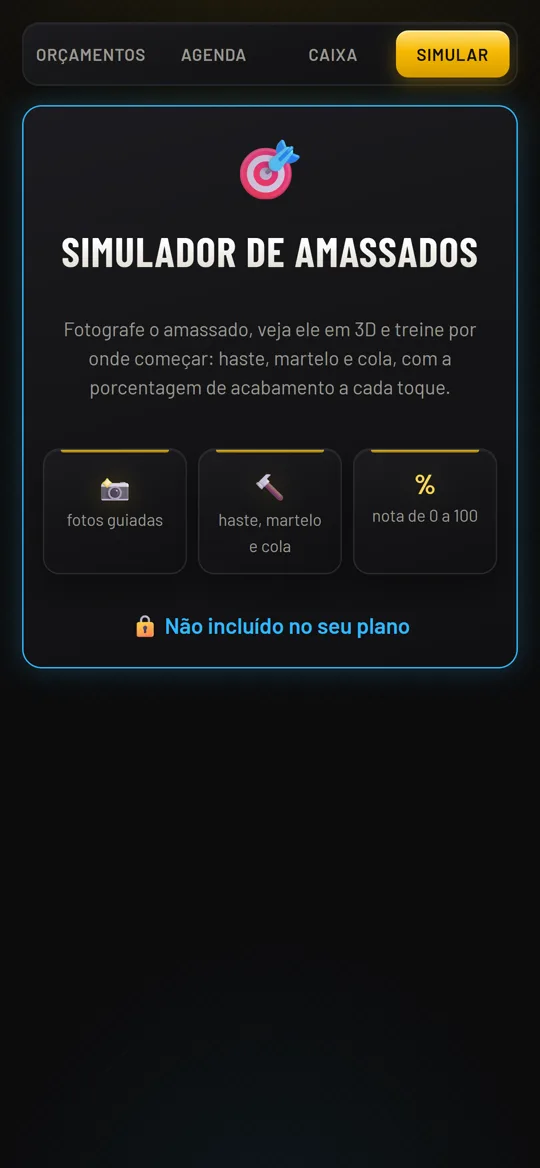 ORÇAMENTOS AGENDA CAIXA SIMULAR
SIMULADOR DE AMASSADOS
Fotografe o amassado, veja ele em 3D e treine por
onde começar: haste, martelo e cola, com a
porcentagem de acabamento a cada toque.
fotos guiadas
haste, martelo
e cola
%
nota de 0 a 100
Não incluído no seu plano